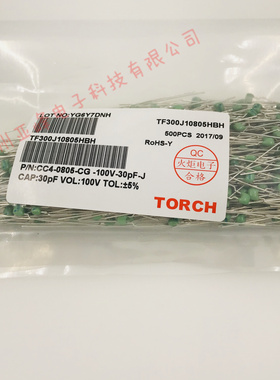 LOT NO:YG6Y7DNH
TF300J10805HBH
500PCS 2017/09
TF300J10805HBH
RoHS-Y
QC
火炬电子
合格
P/N:CC4-0805-CG -100V-30pF-J
CAP:30pF VOL:100V TOL:±5%
TORCH
电子科技有限公司